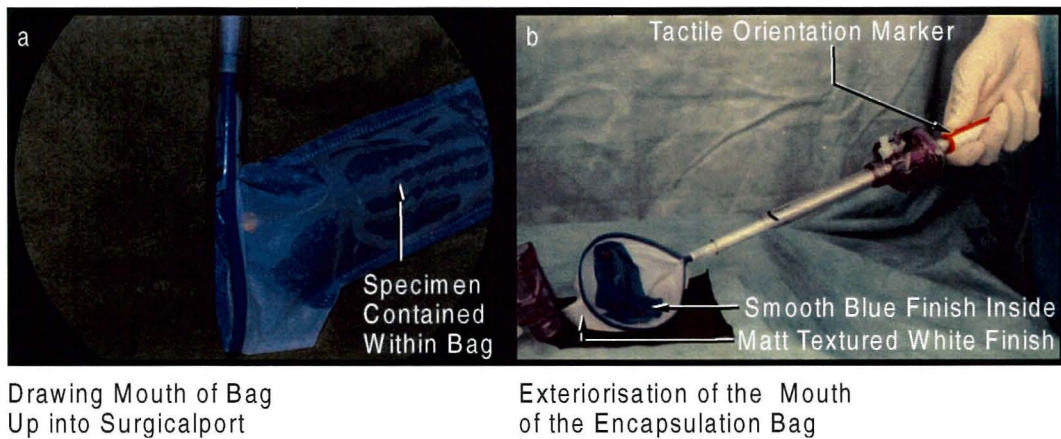 a
Specimen
Contained
Within Bag
b
Tactile Orientation Marker
Smooth Blue Finish Inside
Matt Textured White Finish
Drawing Mouth of Bag
Up into Surgicalport
Exteriorisation of the Mouth
of the Encapsulation Bag